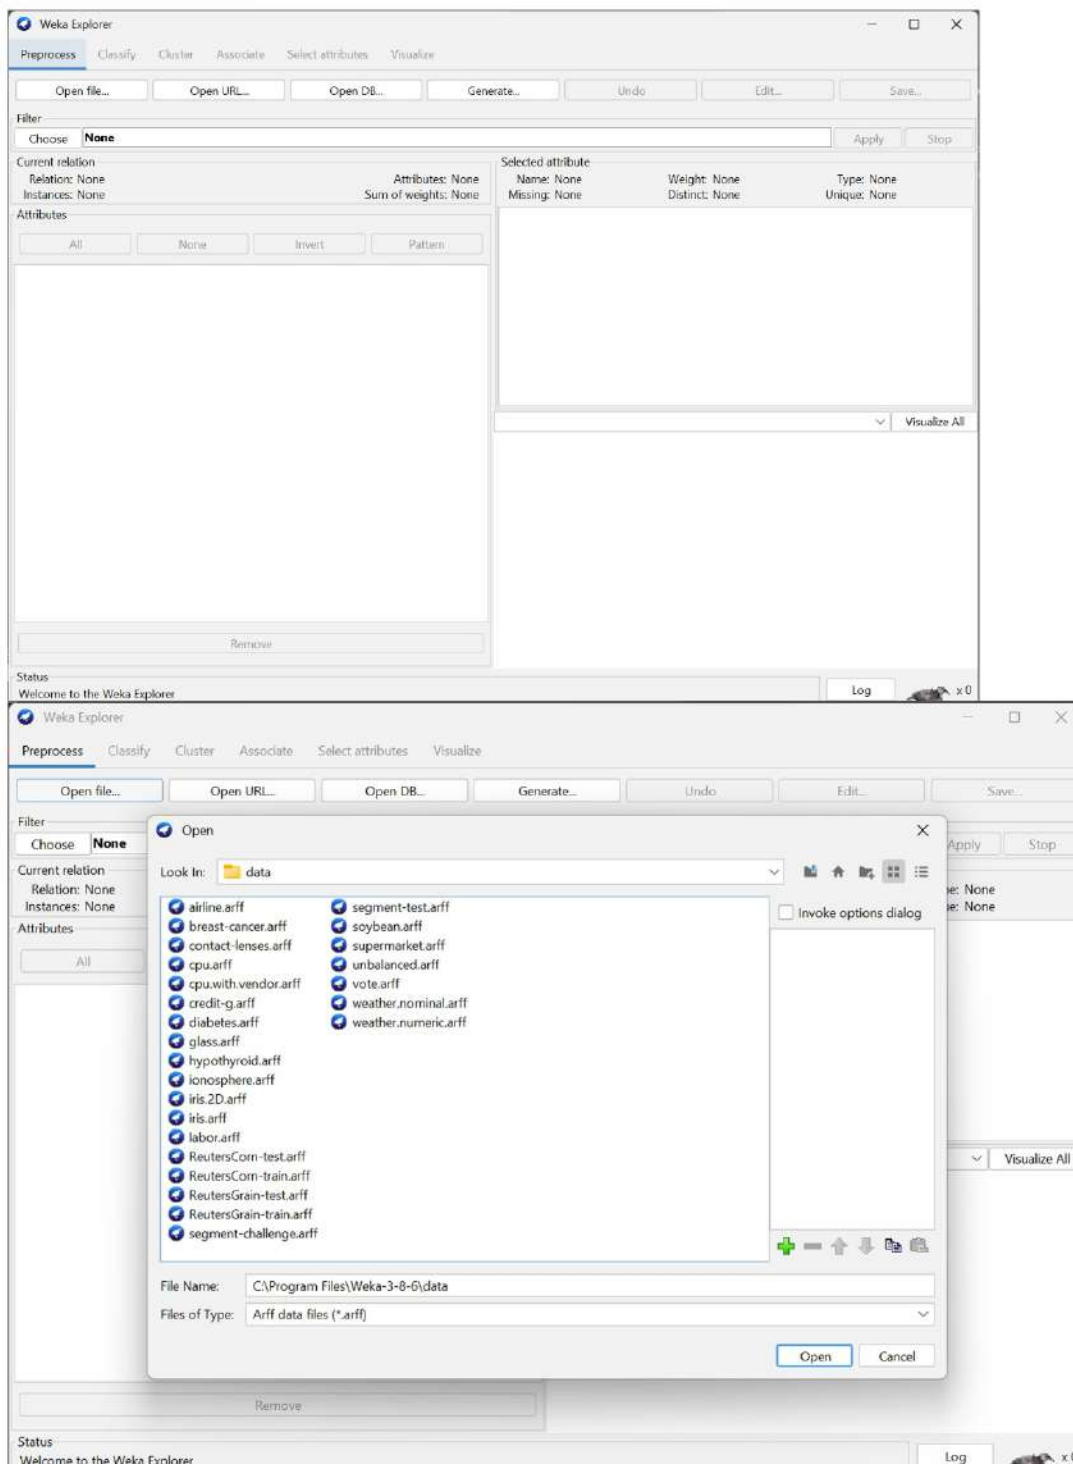 Weka Explorer
Preprocess Classify Cluster Associate Select attributes Visualize
Open file... Open URL... Open DB... Generate... Undo Edit... Save...
Filter
Choose None Apply Stop
Current relation Selected attribute
Relation: None Attributes: None Name: None Weight: None Type: None
Instances: None Sum of weights: None Missing: None Distinct: None Unique: None
Attributes
All None Invert Pattern
Visualize All
Remove
Status
Welcome to the Weka Explorer Log x 0
Weka Explorer
Preprocess Classify Cluster Associate Select attributes Visualize
Open file... Open URL... Open DB... Generate... Undo Edit... Save...
Filter
Open
Choose None Apply Stop
Current relation Look In: data
Relation: None pe: None
Instances: None ue: None
Attributes
All
airline.arff segment-test.arff Invoke options dialog
breast-cancer.arff soybean.arff
contact-lenses.arff supermarket.arff
cpu.arff unbalanced.arff
cpu.with.vendor.arff vote.arff
credit-g.arff weather.nominal.arff
diabetes.arff weather.numeric.arff
glass.arff
hypothyroid.arff
ionosphere.arff
iris.2D.arff
iris.arff
labor.arff
ReutersCorn-test.arff Visualize All
ReutersCorn-train.arff
ReutersGrain-test.arff
ReutersGrain-train.arff
segment-challenge.arff
File Name: C:\Program Files\Weka-3-8-6\data
Files of Type: Arff data files (*.arff)
Open Cancel
Remove
Status
Welcome to the Weka Explorer Log x 0